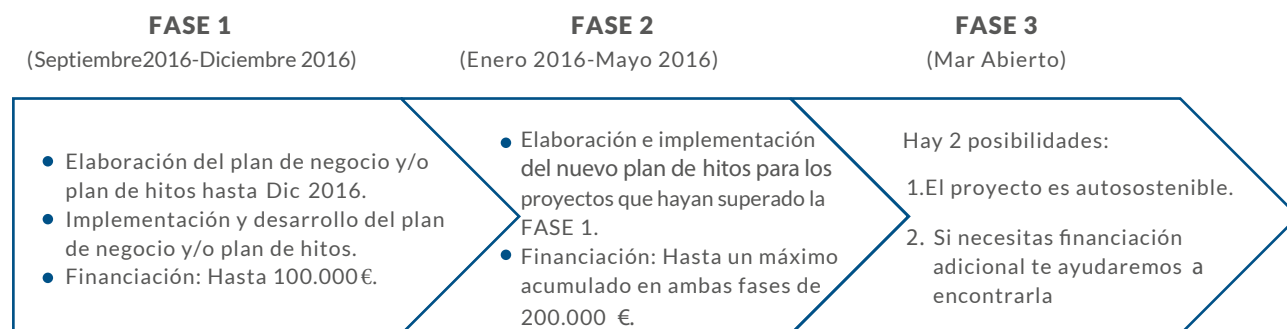 FASE 1
(Septiembre2016-Diciembre 2016)
Elaboración del plan de negocio y/o
plan de hitos hasta Dic 2016.
Implementación y desarrollo del plan
de negocio y/o plan de hitos.
Financiación: Hasta 100.000€.
FASE 2
(Enero 2016-Mayo 2016)
Elaboración e implementación
del nuevo plan de hitos para los
proyectos que hayan superado la
FASE 1.
Financiación: Hasta un máximo
acumulado en ambas fases de
200.000 €.
FASE 3
(Mar Abierto)
Hay 2 posibilidades:
1.El proyecto es autosostenible.
2. Si necesitas financiación
adicional te ayudaremos a
encontrarla